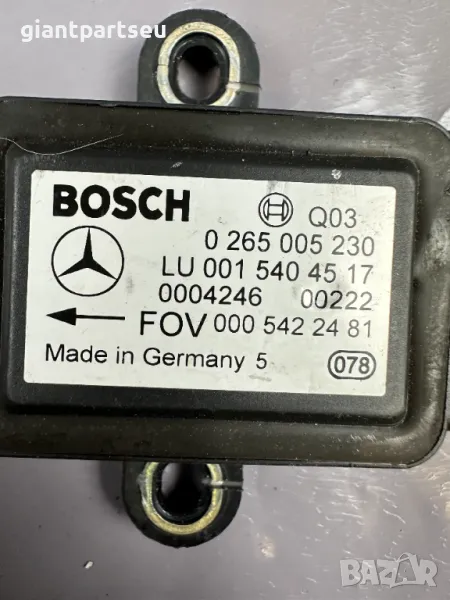 giantpartseu
BOSCH Q03
0 265 005 230
LU 001 540 45 17
0004246 00222
FOV 000 542 24 81
Made in Germany 5 078
BAZAR